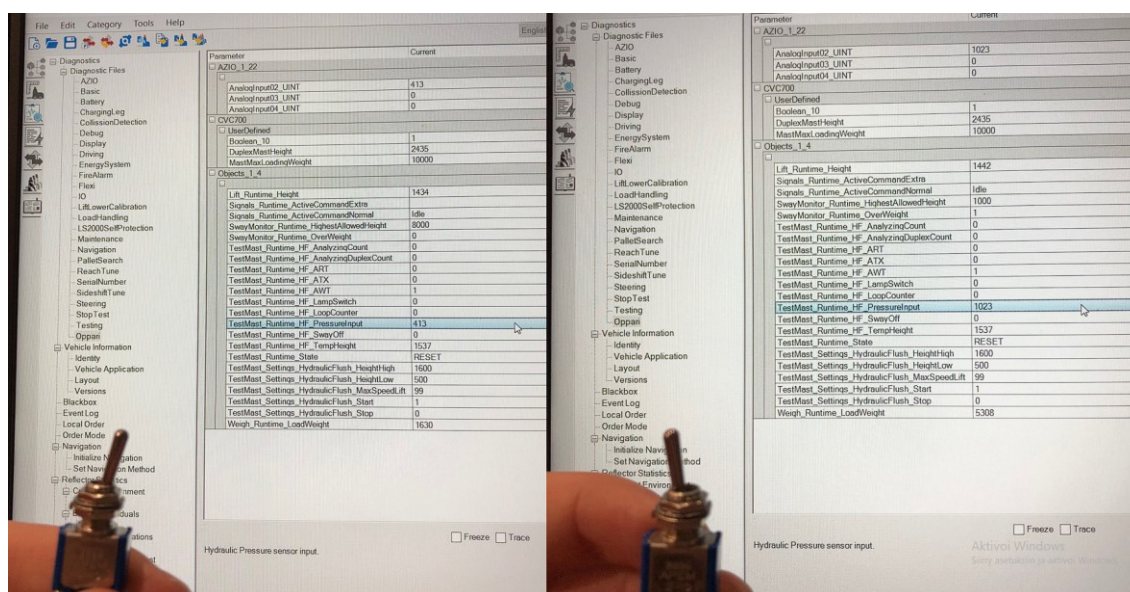 File Edit Category Tools Help
English
Diagnostics
Diagnostic Files
AZIO
Basic
Battery
ChargingLeg
CollissionDetection
Debug
Display
Driving
EnergySystem
FireAlarm
Flexi
IO
LiftLowerCalibration
LoadHandling
LS2000SelfProtection
Maintenance
Navigation
PalletSearch
ReachTune
SerialNumber
SideshiftTune
Steering
StopTest
Testing
Oppari
Vehicle Information
Identity
Vehicle Application
Layout
Versions
Blackbox
Event Log
Local Order
Order Mode
Navigation
Initialize
Set Method
Parameter Current
AZIO_1_22
AnalogInput02_UINT 413
AnalogInput03_UINT 0
AnalogInput04_UINT 0
CVC700
UserDefined
Boolean_10 1
DuplexMastHeight 2435
MastMaxLoadingWeight 10000
Objects_1_4
Lift_Runtime_Height 1434
Signals_Runtime_ActiveCommandExtra
Signals_Runtime_ActiveCommandNormal Idle
SwayMonitor_Runtime_HighestAllowedHeight 8000
SwayMonitor_Runtime_OverWeight 0
TestMast_Runtime_HF_AnalyzingCount 0
TestMast_Runtime_HF_AnalyzingDuplexCount 0
TestMast_Runtime_HF_ART 0
TestMast_Runtime_HF_ATX 0
TestMast_Runtime_HF_AWT 1
TestMast_Runtime_HF_LampSwitch 0
TestMast_Runtime_HF_LoopCounter 0
TestMast_Runtime_HF_PressureInput 413
TestMast_Runtime_HF_SwayOff 0
TestMast_Runtime_HF_TempHeight 1537
TestMast_Runtime_State RESET
TestMast_Settings_HydraulicFlush_HeightHigh 1600
TestMast_Settings_HydraulicFlush_HeightLow 500
TestMast_Settings_HydraulicFlush_MaxSpeedLift 99
TestMast_Settings_HydraulicFlush_Start 1
TestMast_Settings_HydraulicFlush_Stop 0
Weigh_Runtime_LoadWeight 1630
Freeze Trace
Hydraulic Pressure sensor input.
Diagnostics
Diagnostic Files
AZIO
Basic
Battery
ChargingLeg
CollissionDetection
Debug
Display
Driving
EnergySystem
FireAlarm
Flexi
IO
LiftLowerCalibration
LoadHandling
LS2000SelfProtection
Maintenance
Navigation
PalletSearch
ReachTune
SerialNumber
SideshiftTune
Steering
StopTest
Testing
Oppari
Vehicle Information
Identity
Vehicle Application
Layout
Versions
Blackbox
Event Log
Local Order
Order Mode
Navigation
Initialize
Set Navigation
Reflector Statistics
Parameter Current
AZIO_1_22
AnalogInput02_UINT 1023
AnalogInput03_UINT 0
AnalogInput04_UINT 0
CVC700
UserDefined
Boolean_10 1
DuplexMastHeight 2435
MastMaxLoadingWeight 10000
Objects_1_4
Lift_Runtime_Height 1442
Signals_Runtime_ActiveCommandExtra
Signals_Runtime_ActiveCommandNormal Idle
SwayMonitor_Runtime_HighestAllowedHeight 1000
SwayMonitor_Runtime_OverWeight 1
TestMast_Runtime_HF_AnalyzingCount 0
TestMast_Runtime_HF_AnalyzingDuplexCount 0
TestMast_Runtime_HF_ART 0
TestMast_Runtime_HF_ATX 0
TestMast_Runtime_HF_AWT 1
TestMast_Runtime_HF_LampSwitch 0
TestMast_Runtime_HF_LoopCounter 0
TestMast_Runtime_HF_PressureInput 1023
TestMast_Runtime_HF_SwayOff 0
TestMast_Runtime_HF_TempHeight 1537
TestMast_Runtime_State RESET
TestMast_Settings_HydraulicFlush_HeightHigh 1600
TestMast_Settings_HydraulicFlush_HeightLow 500
TestMast_Settings_HydraulicFlush_MaxSpeedLift 99
TestMast_Settings_HydraulicFlush_Start 1
TestMast_Settings_HydraulicFlush_Stop 0
Weigh_Runtime_LoadWeight 5308
Freeze Trace
Hydraulic Pressure sensor input.
Aktivoi Windows